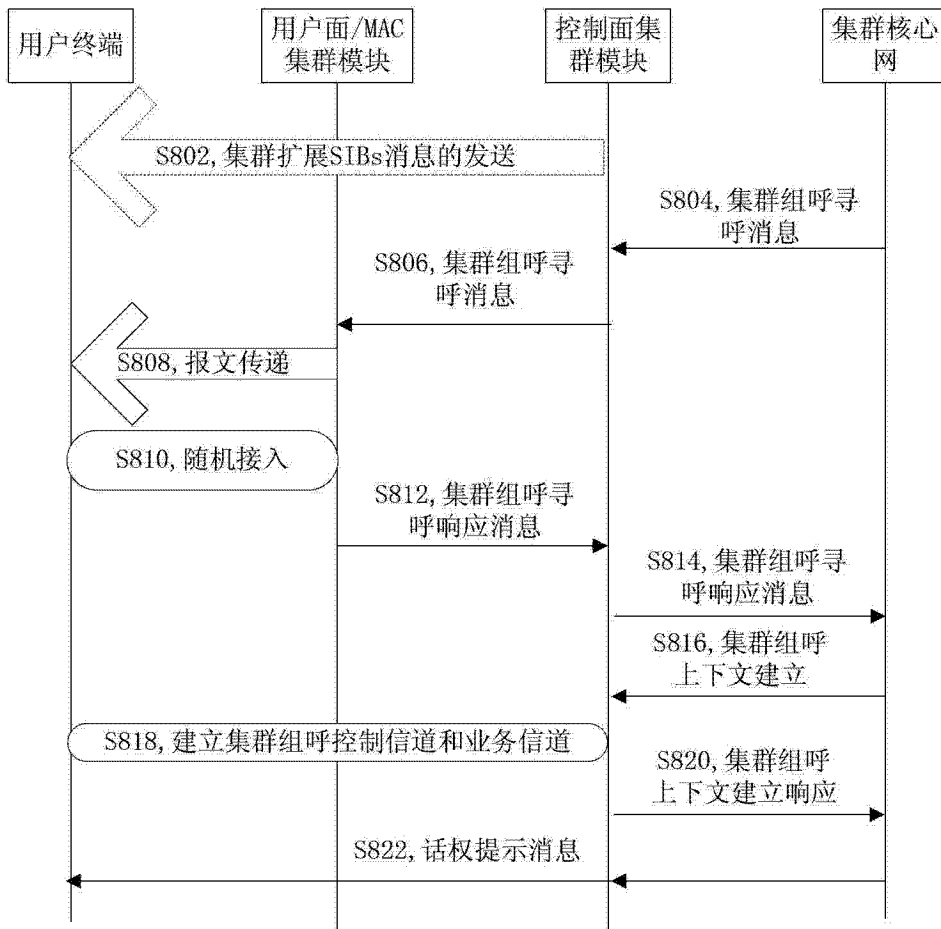 用户终端
用户面/MAC
集群模块
控制面集
群模块
集群核心
网
S802,集群扩展SIBs消息的发送
S804,集群组呼寻
呼消息
S806,集群组呼寻
呼消息
S808,报文传递
S810,随机接入
S812,集群组呼寻
呼响应消息
S814,集群组呼寻
呼响应消息
S816,集群组呼
上下文建立
S818,建立集群组呼控制信道和业务信道
S820,集群组呼
上下文建立响应
S822,话权提示消息